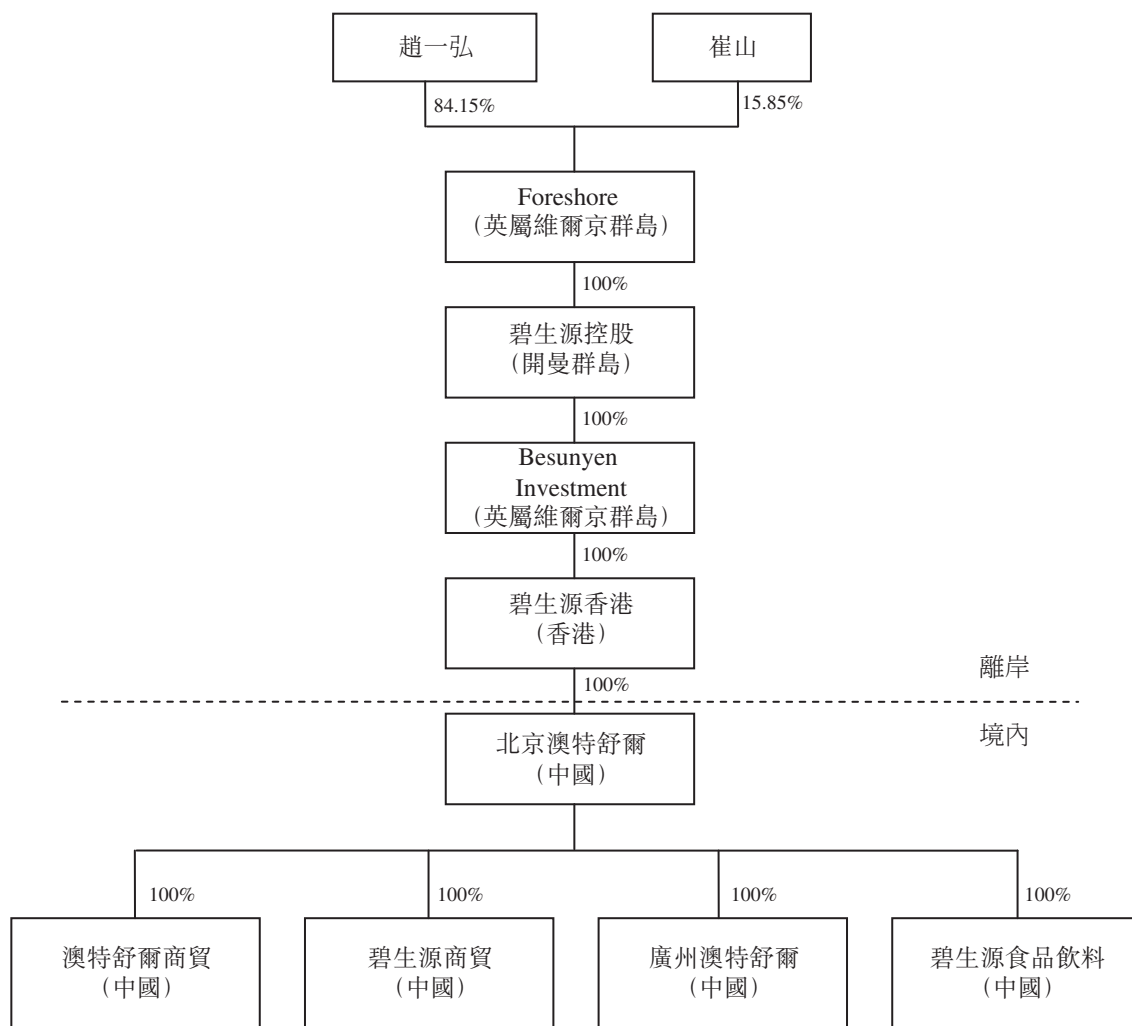 趙一弘
崔山
84.15%
15.85%
Foreshore
(英屬維爾京群島)
100%
碧生源控股
(開曼群島)
100%
Besunyen
Investment
(英屬維爾京群島)
100%
碧生源香港
(香港)
離岸
100%
境內
北京澳特舒爾
(中國)
100%
100%
100%
100%
澳特舒爾商貿
(中國)
碧生源商貿
(中國)
廣州澳特舒爾
(中國)
碧生源食品飲料
(中國)